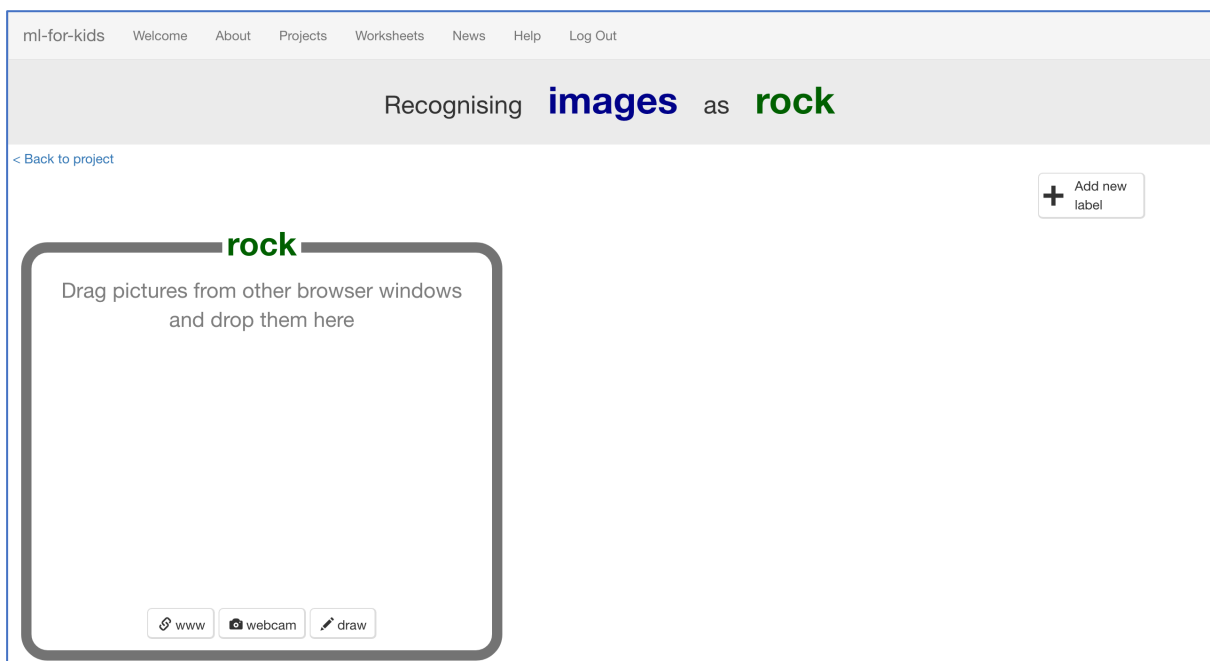 ml-for-kids Welcome About Projects Worksheets News Help Log Out
Recognising images as rock
< Back to project
Add new
label
rock
Drag pictures from other browser windows
and drop them here
www webcam draw